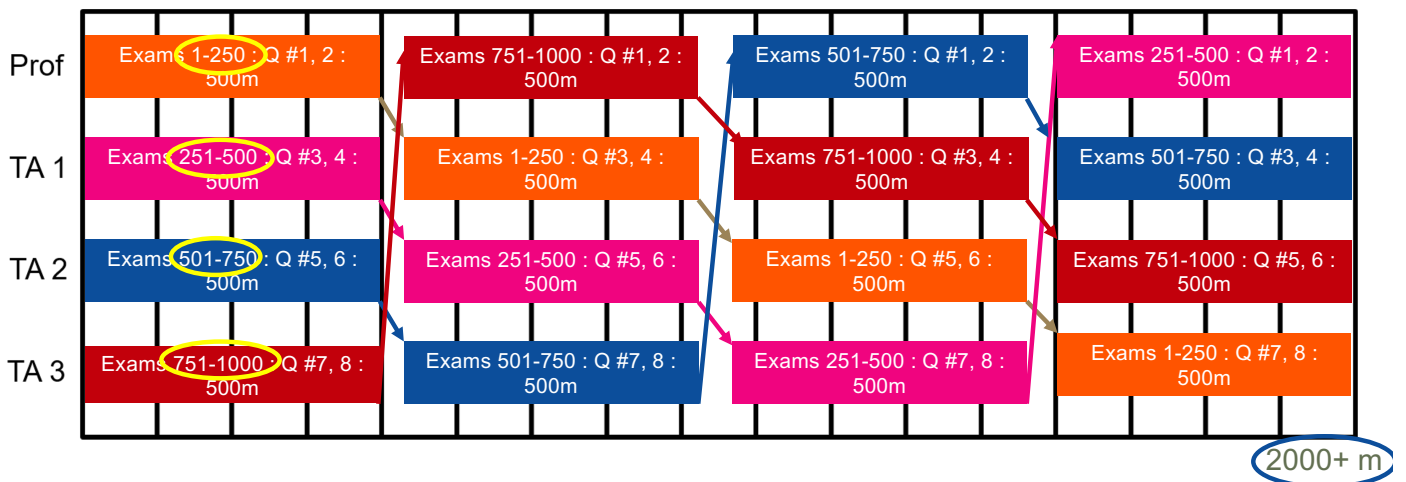 Prof
Exams 1-250 : Q #1, 2 :
500m
Exams 751-1000 : Q #1, 2 :
500m
Exams 501-750 : Q #1, 2 :
500m
Exams 251-500 : Q #1, 2 :
500m
TA 1
Exams 251-500 : Q #3, 4 :
500m
Exams 1-250 : Q #3, 4 :
500m
Exams 751-1000 : Q #3, 4 :
500m
Exams 501-750 : Q #3, 4 :
500m
TA 2
Exams 501-750 : Q #5, 6 :
500m
Exams 251-500 : Q #5, 6 :
500m
Exams 1-250 : Q #5, 6 :
500m
Exams 751-1000 : Q #5, 6 :
500m
TA 3
Exams 751-1000 : Q #7, 8 :
500m
Exams 501-750 : Q #7, 8 :
500m
Exams 251-500 : Q #7, 8 :
500m
Exams 1-250 : Q #7, 8 :
500m
2000+ m